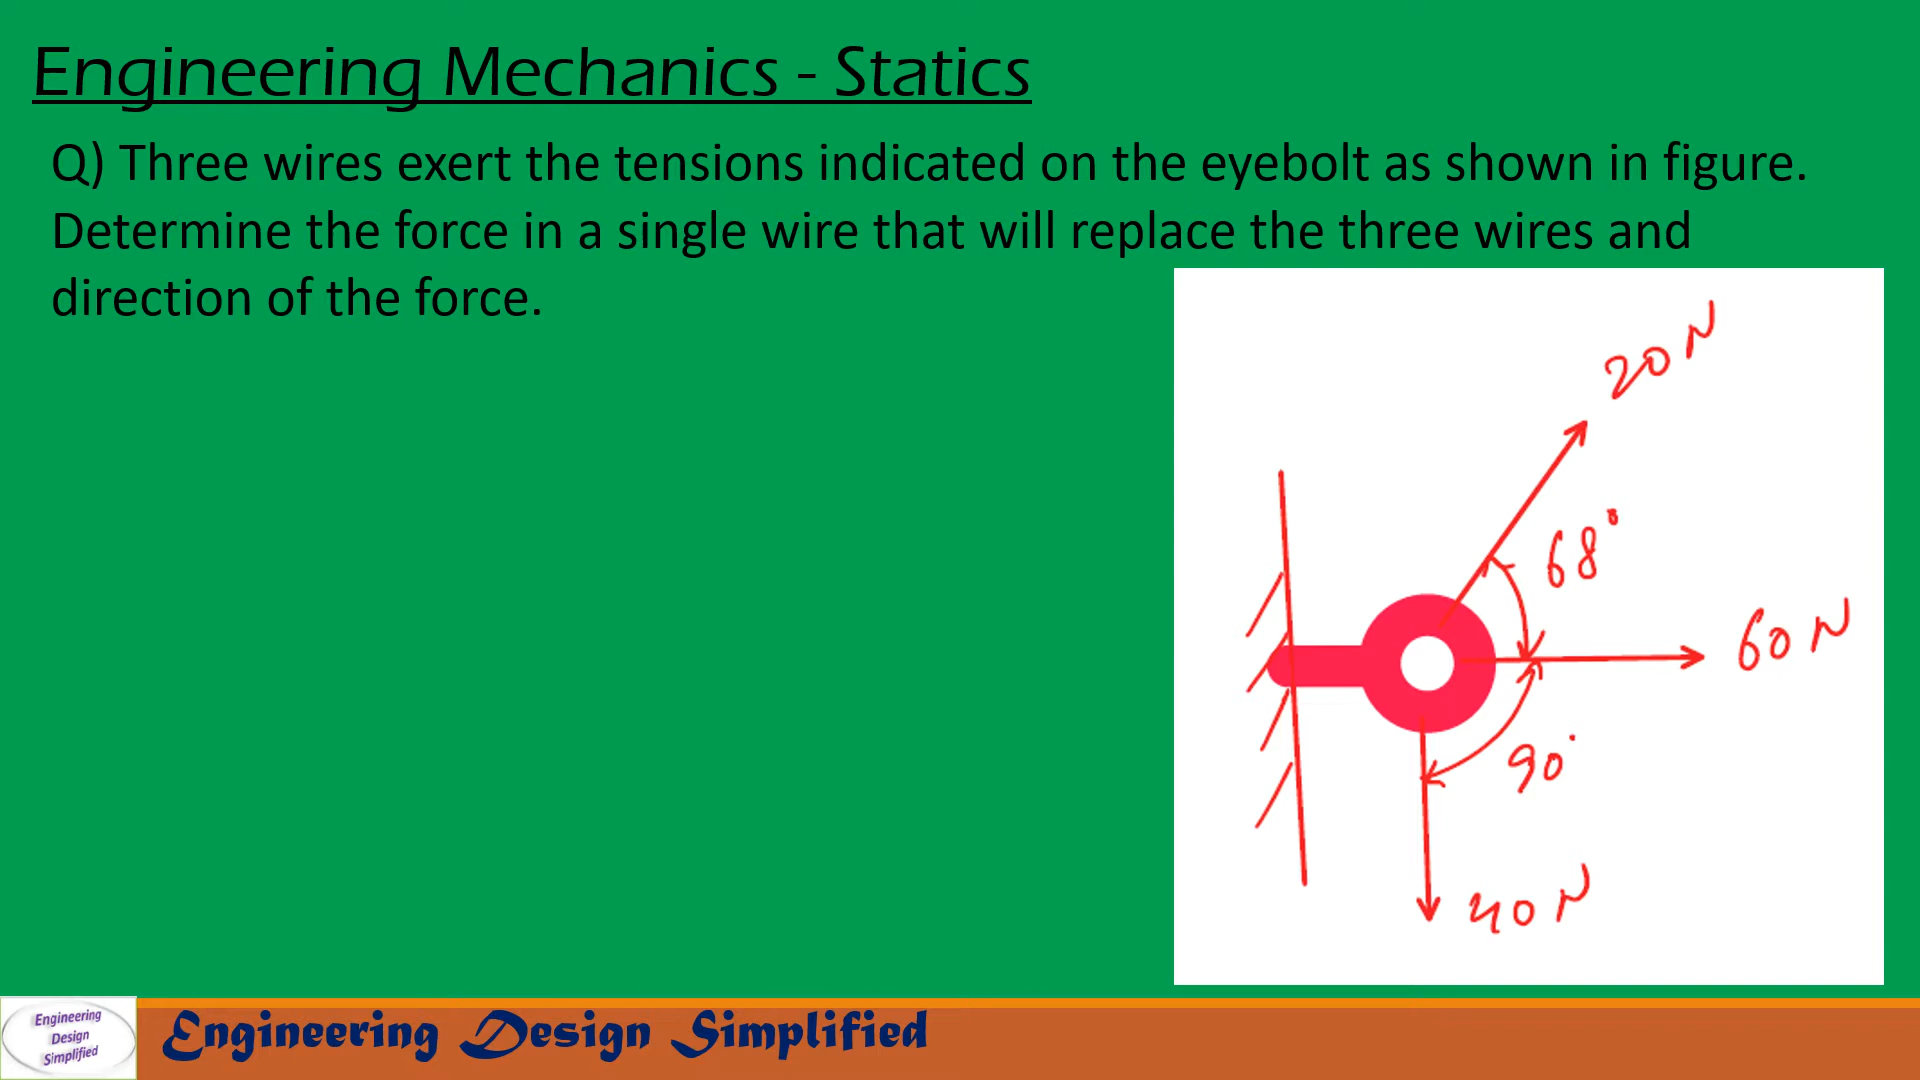 Engineering Mechanics - Statics
Q) Three wires exert the tensions indicated on the eyebolt as shown in figure.
Determine the force in a single wire that will replace the three wires and
direction of the force.
20 N
68°
60 N
90°
40 N
Engineering
Design
Simplified
Engineering Design Simplified